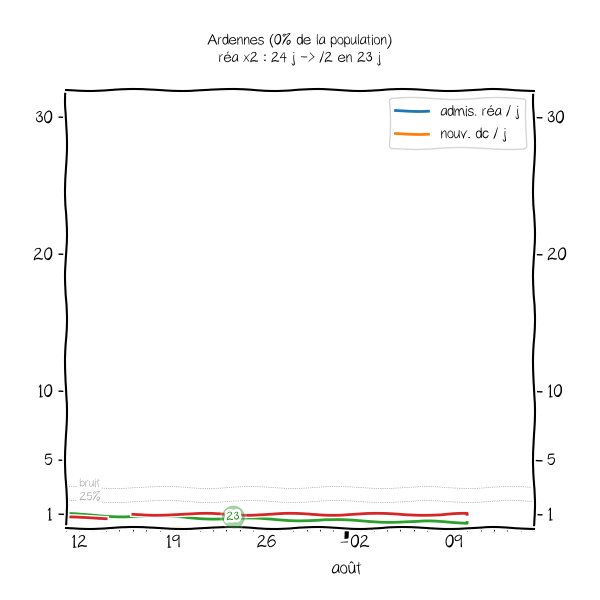 Ardennes (0% de la population)
réa x2 : 24 j -> /2 en 23 j
admis. réa / j
nouv. dc / j
30
30
20
20
10
10
5
5
bruit
25%
1
23
1
12
19
26
02
09
août